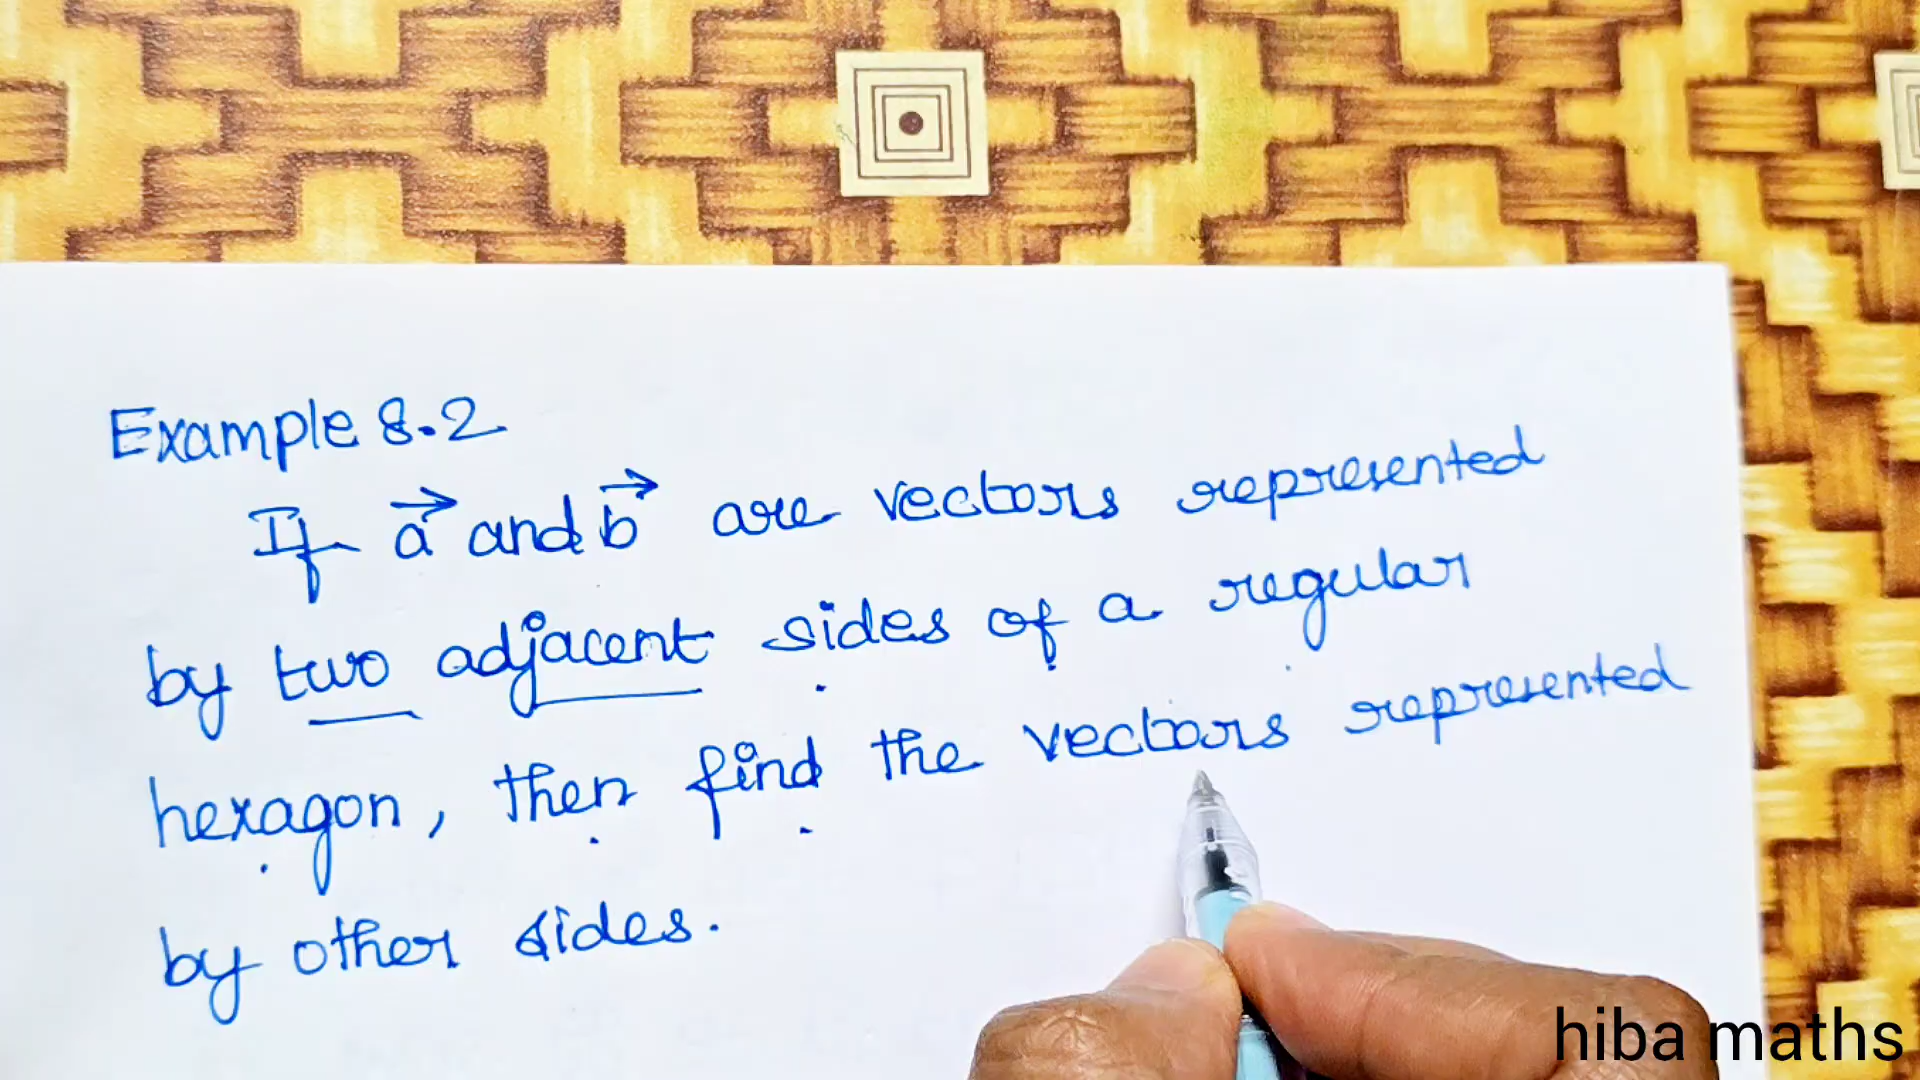 Example 8.2
If a⃗ and b⃗ are vectors represented
by two adjacent sides of a regular
hexagon, then find the vectors represented
by other sides.
hiba maths